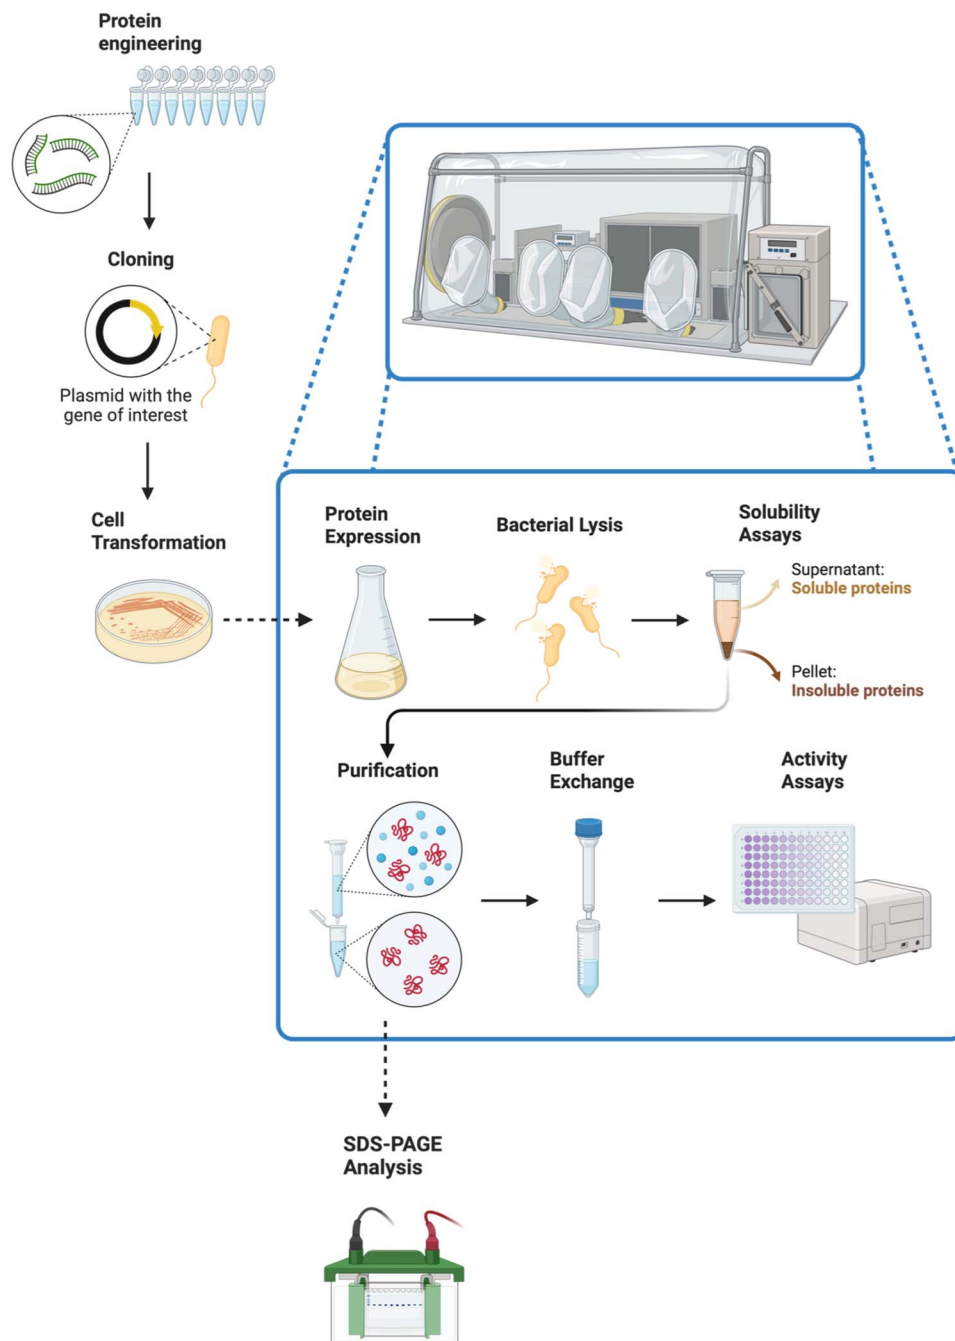 Protein
engineering
Cloning
Plasmid with the
gene of interest
Cell
Transformation
Protein
Expression
Bacterial Lysis
Solubility
Assays
Supernatant:
Soluble proteins
Pellet:
Insoluble proteins
Purification
Buffer
Exchange
Activity
Assays
SDS-PAGE
Analysis